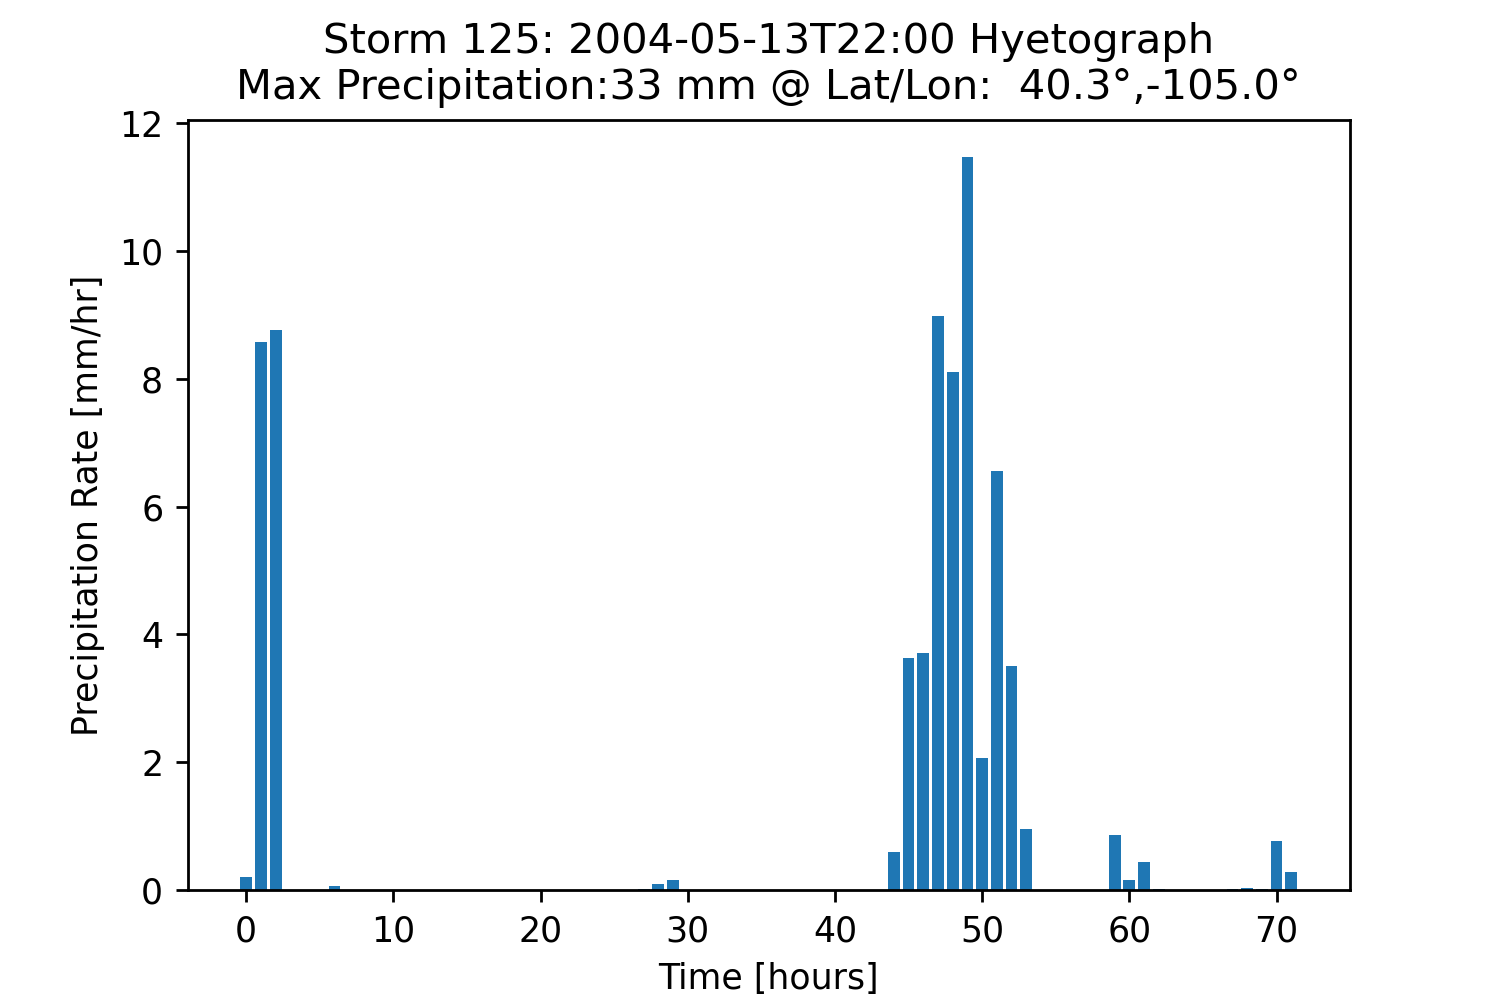 Storm 125: 2004-05-13T22:00 Hyetograph
Max Precipitation:33 mm @ Lat/Lon:  40.3°,-105.0°
12
10
8
6
4
2
0
Precipitation Rate [mm/hr]
0 10 20 30 40 50 60 70
Time [hours]